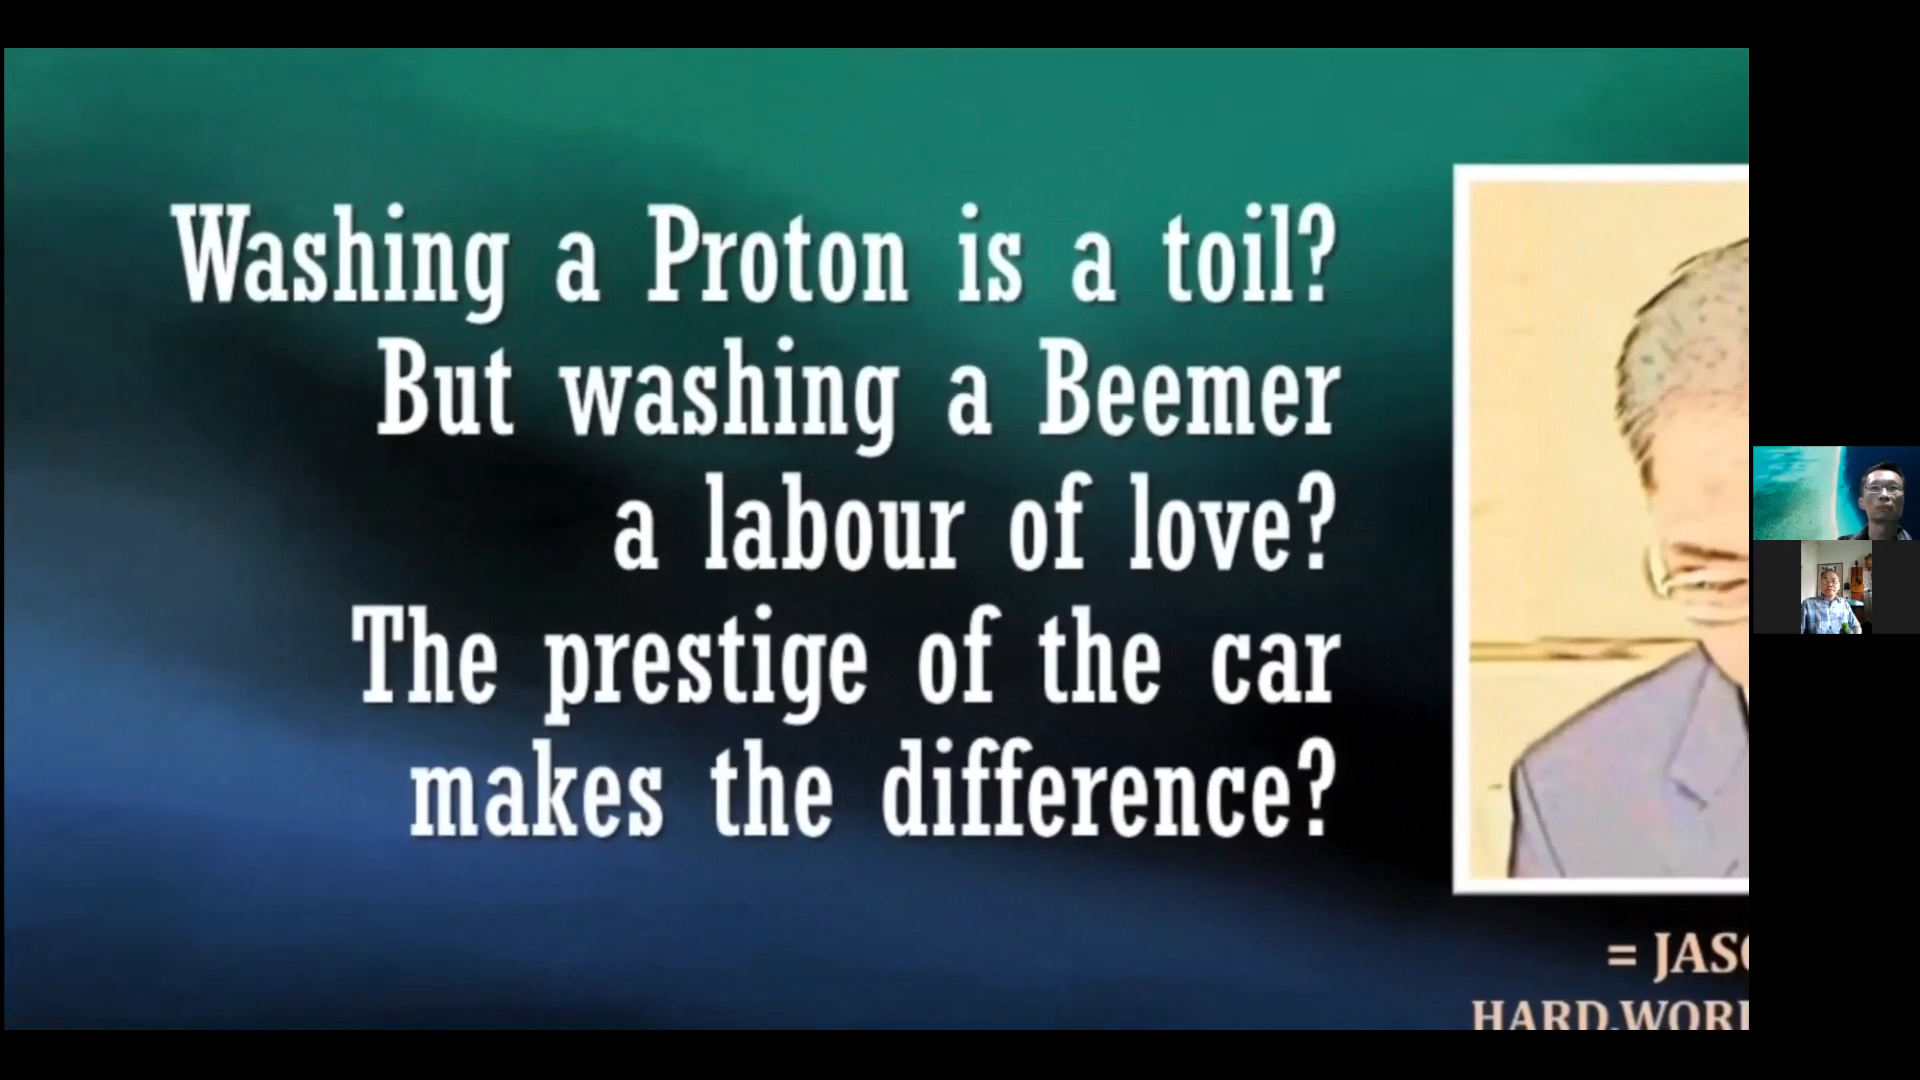 Washing a Proton is a toil?
But washing a Beemer
a labour of love?
The prestige of the car
makes the difference?
=